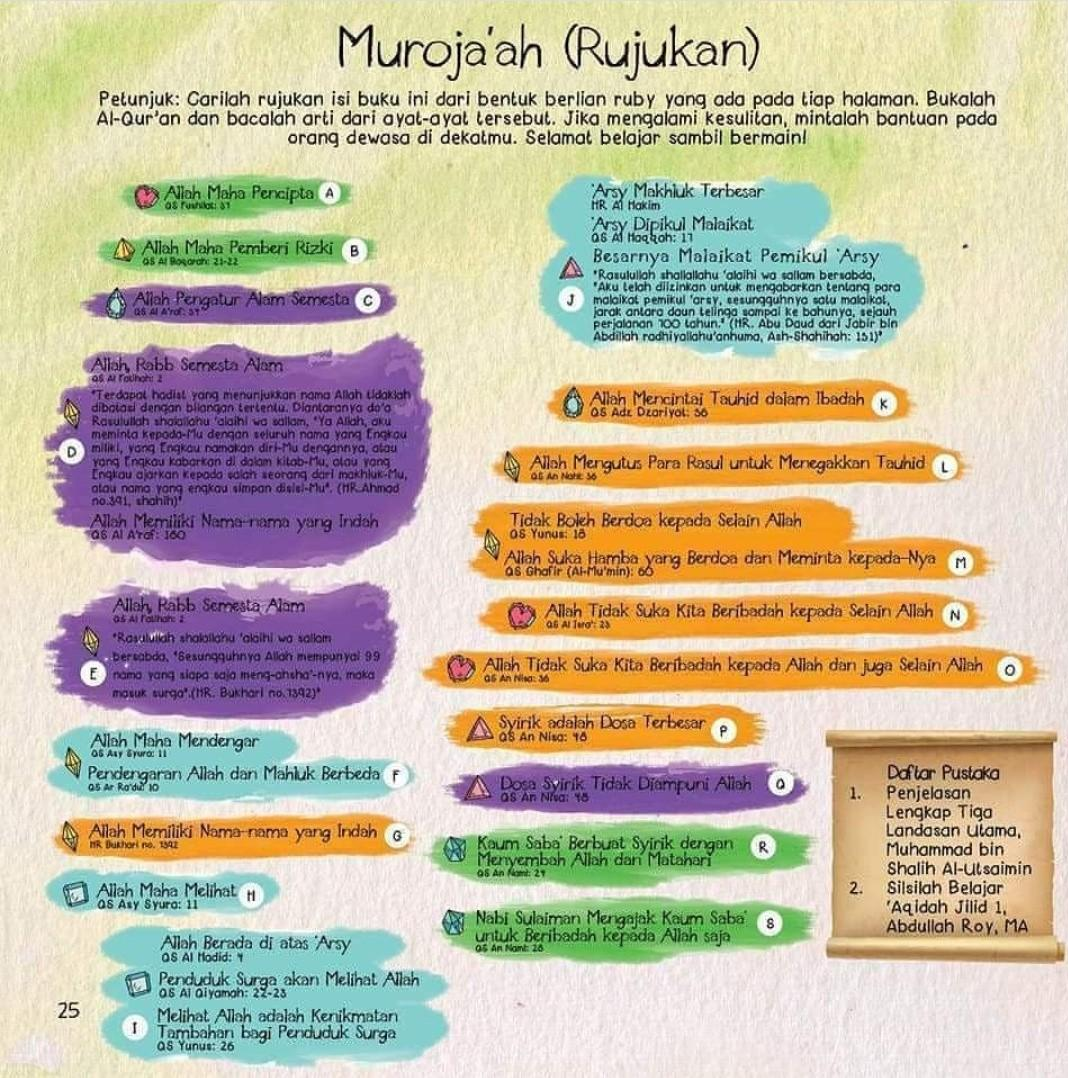 Muroja'ah (Rujukan)
Petunjuk: Carilah rujukan isi buku ini dari bentuk berlian ruby yang ada pada tiap halaman. Bukalah
Al-Qur'an dan bacalah arti dari ayat-ayat tersebut. Jika mengalami kesulitan, mintalah bantuan pada
orang dewasa di dekatmu. Selamat belajar sambil bermain!
Allah Maha Pencipta A
QS Fushilat: 37
Allah Maha Pemberi Rizki B
QS Al Baqarah: 21-22
Allah Pengatur Alam Semesta C
QS Al A'raf: 54
Allah, Rabb Semesta Alam
QS Al Fatihah: 2
"Terdapat hadist yang menunjukkan nama Allah tidaklah
dibatasi dengan bilangan tertentu. Diantaranya do'a
Rasulullah shalallahu 'alaihi wa sallam, "Ya Allah, aku
meminta kepada-Mu dengan seluruh nama yang Engkau
miliki, yang Engkau namakan diri-Mu dengannya, atau
D
yang Engkau kabarkan di dalam kitab-Mu, atau yang
Engkau ajarkan kepada salah seorang dari makhluk-Mu,
atau nama yang engkau simpan disisi-Mu". (HR.Ahmad
no.391, shahih)"
Allah Memiliki Nama-nama yang Indah
QS Al A'raf: 180
Allah, Rabb Semesta Alam
QS Al Fatihah: 2
"Rasulullah shalallahu 'alaihi wa sallam
bersabda, "Sesungguhnya Allah mempunyai 99
E nama yang siapa saja meng-ahsha'-nya, maka
masuk surga".(HR. Bukhari no.7392)"
Allah Maha Mendengar
QS Asy Syura: 11
Pendengaran Allah dan Mahluk Berbeda F
QS Ar Ra'du: 10
Allah Memiliki Nama-nama yang Indah G
HR Bukhari no. 7392
Allah Maha Melihat H
QS Asy Syura: 11
Allah Berada di atas 'Arsy
QS Al Hadid: 4
Penduduk Surga akan Melihat Allah
QS Al Qiyamah: 22-23
I Melihat Allah adalah Kenikmatan
Tambahan bagi Penduduk Surga
QS Yunus: 26
25
'Arsy Makhluk Terbesar
HR Al Hakim
'Arsy Dipikul Malaikat
QS Al Haqqah: 17
Besarnya Malaikat Pemikul 'Arsy
"Rasulullah shallallahu 'alaihi wa sallam bersabda,
"Aku telah diizinkan untuk mengabarkan tentang para
J malaikat pemikul 'arsy, sesungguhnya satu malaikat,
jarak antara daun telinga sampai ke bahunya, sejauh
perjalanan 700 tahun." (HR. Abu Daud dari Jabir bin
Abdillah radhiyallahu'anhuma, Ash-Shahihah: 151)"
Allah Mencintai Tauhid dalam Ibadah K
QS Adz Dzariyat: 56
Allah Mengutus Para Rasul untuk Menegakkan Tauhid L
QS An Nahl: 36
Tidak Boleh Berdoa kepada Selain Allah
QS Yunus: 18
Allah Suka Hamba yang Berdoa dan Meminta kepada-Nya M
QS Ghafir (Al-Mu'min): 60
Allah Tidak Suka Kita Beribadah kepada Selain Allah N
QS Al Isra': 23
Allah Tidak Suka Kita Beribadah kepada Allah dan juga Selain Allah O
QS An Nisa: 36
Syirik adalah Dosa Terbesar P
QS An Nisa: 48
Dosa Syirik Tidak Diampuni Allah Q
QS An Nisa: 48
Kaum Saba' Berbuat Syirik dengan R
Menyembah Allah dan Matahari
QS An Naml: 24
Nabi Sulaiman Mengajak Kaum Saba' S
untuk Beribadah kepada Allah saja
QS An Naml: 28
Daftar Pustaka
1. Penjelasan
Lengkap Tiga
Landasan Utama,
Muhammad bin
Shalih Al-Utsaimin
2. Silsilah Belajar
'Aqidah Jilid 1,
Abdullah Roy, MA